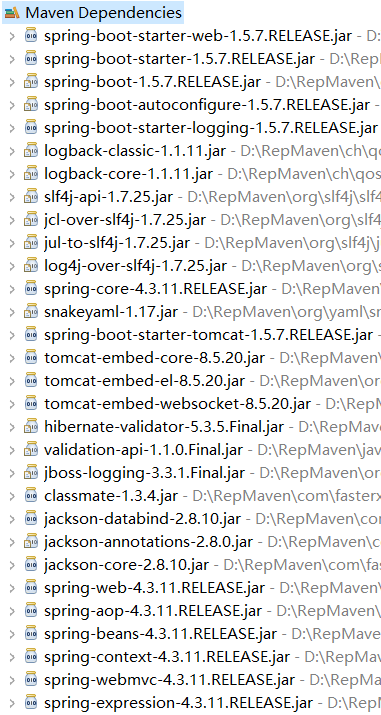 Maven Dependencies
spring-boot-starter-web-1.5.7.RELEASE.jar - D:
spring-boot-starter-1.5.7.RELEASE.jar - D:\Rep
spring-boot-1.5.7.RELEASE.jar - D:\RepMaven
spring-boot-autoconfigure-1.5.7.RELEASE.jar - D
spring-boot-starter-logging-1.5.7.RELEASE.jar
logback-classic-1.1.11.jar - D:\RepMaven\ch\qo
logback-core-1.1.11.jar - D:\RepMaven\ch\qos
slf4j-api-1.7.25.jar - D:\RepMaven\org\slf4j\slf4
jcl-over-slf4j-1.7.25.jar - D:\RepMaven\org\slf4
jul-to-slf4j-1.7.25.jar - D:\RepMaven\org\slf4j\j
log4j-over-slf4j-1.7.25.jar - D:\RepMaven\org\s
spring-core-4.3.11.RELEASE.jar - D:\RepMaven
snakeyaml-1.17.jar - D:\RepMaven\org\yaml\sn
spring-boot-starter-tomcat-1.5.7.RELEASE.jar -
tomcat-embed-core-8.5.20.jar - D:\RepMaven\o
tomcat-embed-el-8.5.20.jar - D:\RepMaven\org
tomcat-embed-websocket-8.5.20.jar - D:\RepM
hibernate-validator-5.3.5.Final.jar - D:\RepMave
validation-api-1.1.0.Final.jar - D:\RepMaven\jav
jboss-logging-3.3.1.Final.jar - D:\RepMaven\org
classmate-1.3.4.jar - D:\RepMaven\com\fasterx
jackson-databind-2.8.10.jar - D:\RepMaven\cor
jackson-annotations-2.8.0.jar - D:\RepMaven\c
jackson-core-2.8.10.jar - D:\RepMaven\com\fas
spring-web-4.3.11.RELEASE.jar - D:\RepMaven\
spring-aop-4.3.11.RELEASE.jar - D:\RepMaven\
spring-beans-4.3.11.RELEASE.jar - D:\RepMave
spring-context-4.3.11.RELEASE.jar - D:\RepMav
spring-webmvc-4.3.11.RELEASE.jar - D:\RepMa
spring-expression-4.3.11.RELEASE.jar - D:\Rep